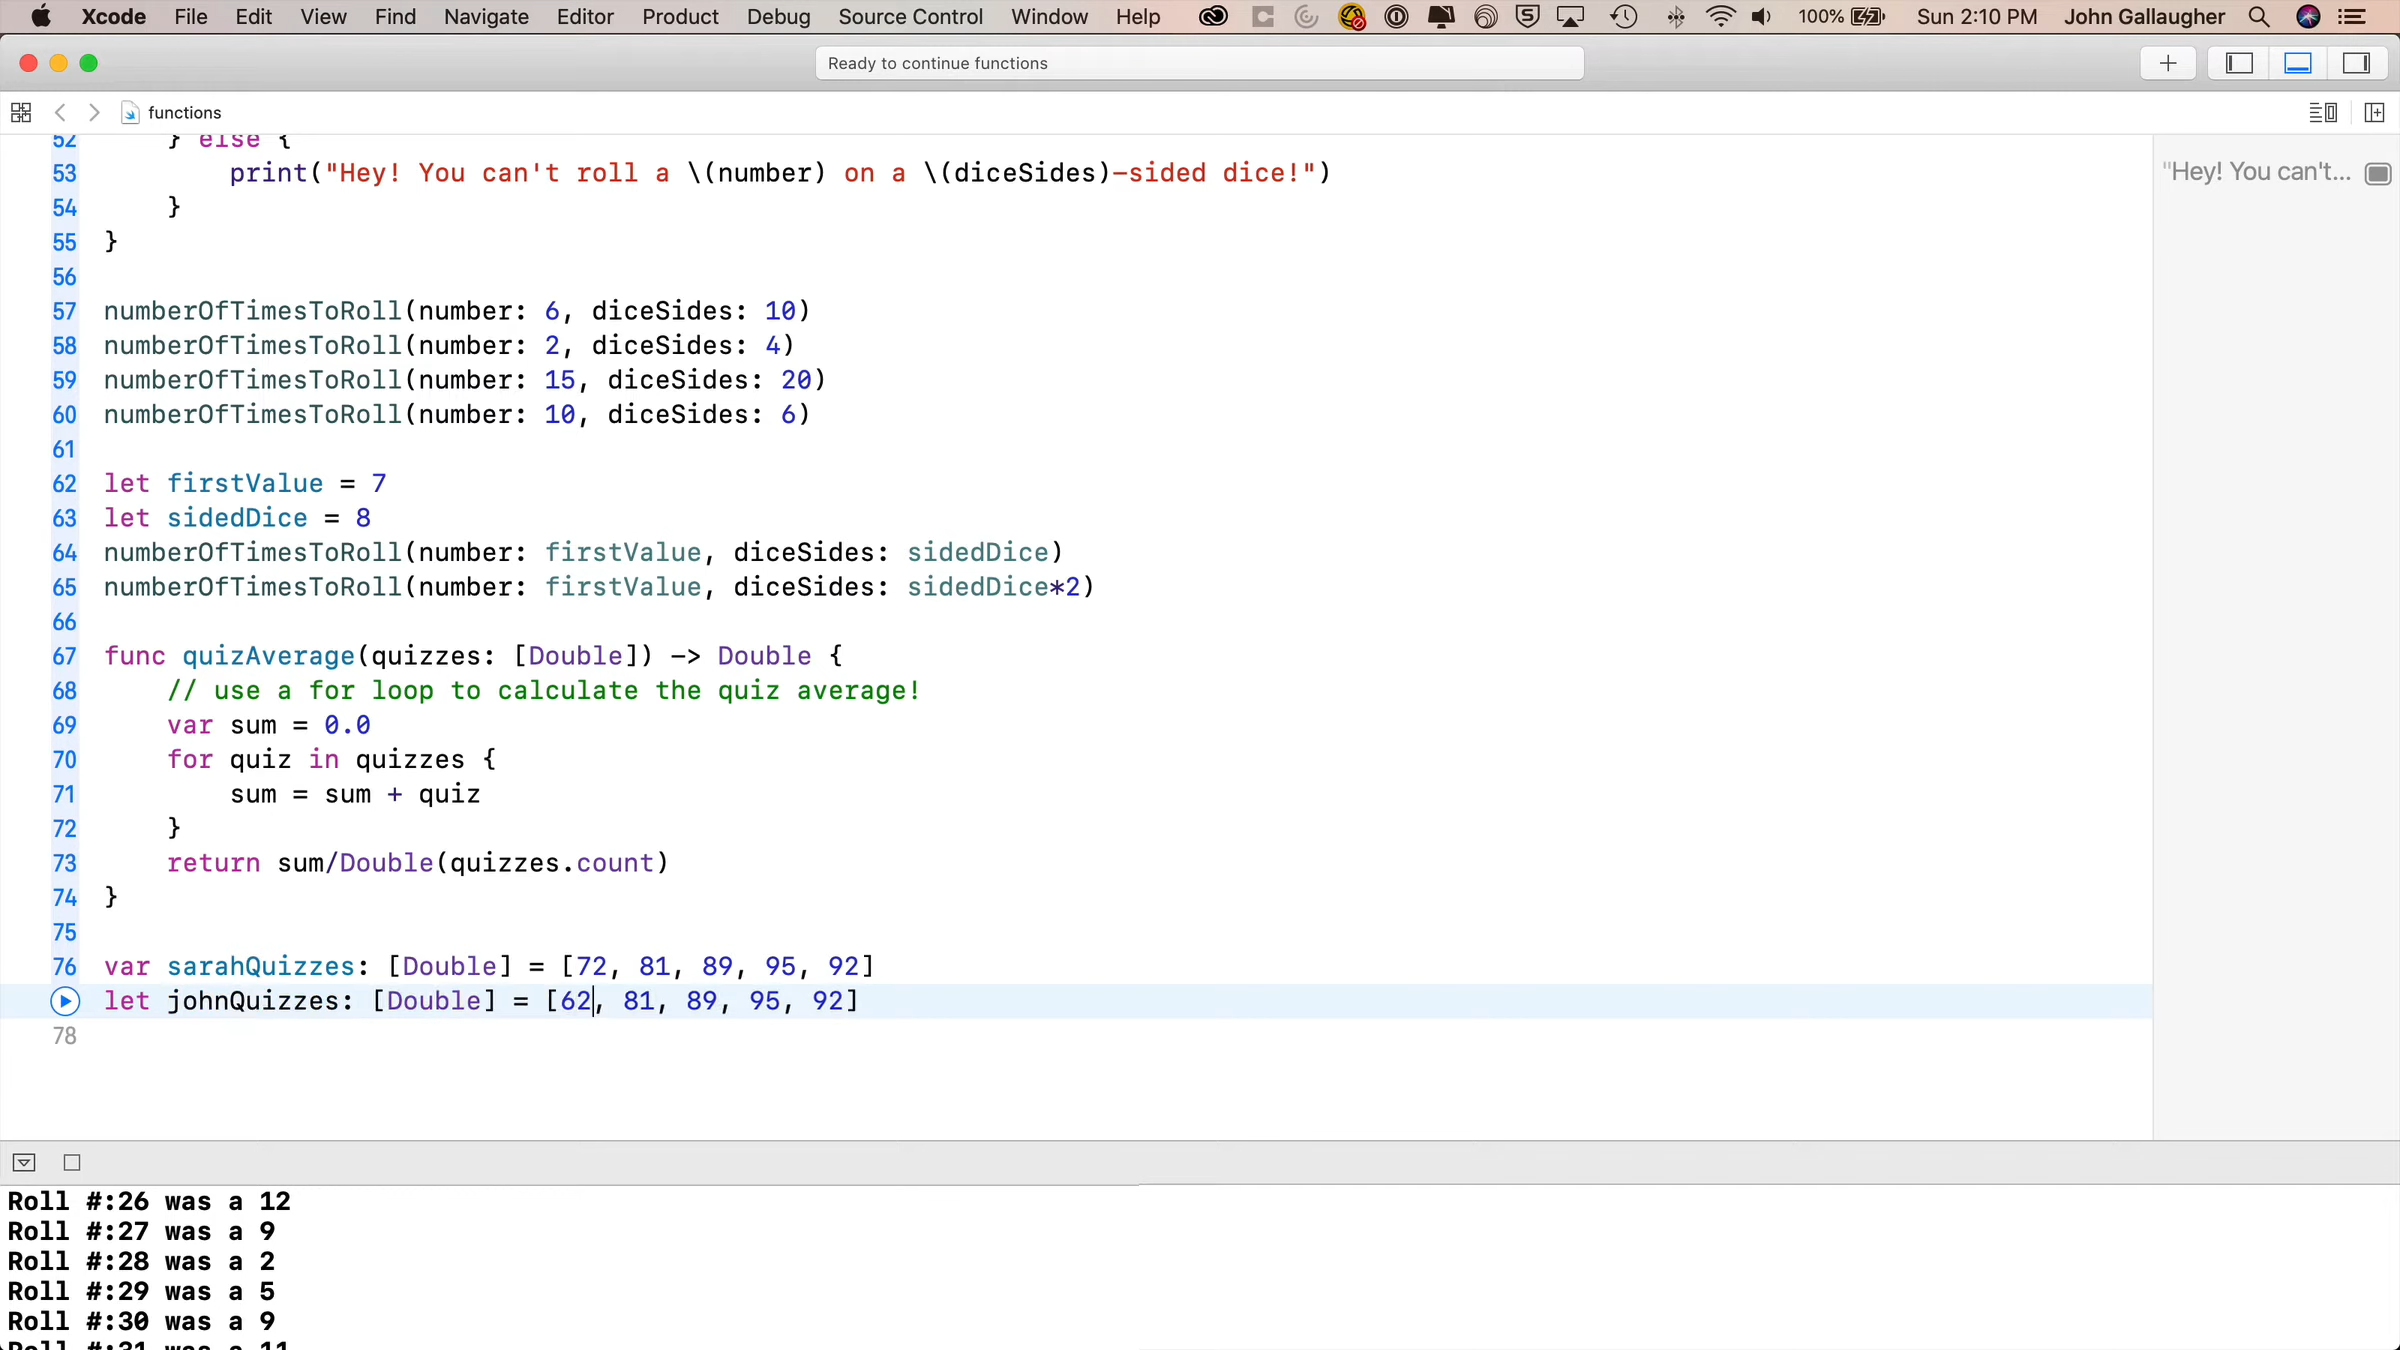 Xcode File Edit View Find Navigate Editor Product Debug Source Control Window Help 100% Sun 2:10 PM John Gallaugher
Ready to continue functions
functions
52 } else {
53 print("Hey! You can't roll a \(number) on a \(diceSides)-sided dice!")
"Hey! You can't...
54 }
55 }
56
57 numberOfTimesToRoll(number: 6, diceSides: 10)
58 numberOfTimesToRoll(number: 2, diceSides: 4)
59 numberOfTimesToRoll(number: 15, diceSides: 20)
60 numberOfTimesToRoll(number: 10, diceSides: 6)
61
62 let firstValue = 7
63 let sidedDice = 8
64 numberOfTimesToRoll(number: firstValue, diceSides: sidedDice)
65 numberOfTimesToRoll(number: firstValue, diceSides: sidedDice*2)
66
67 func quizAverage(quizzes: [Double]) -> Double {
68 // use a for loop to calculate the quiz average!
69 var sum = 0.0
70 for quiz in quizzes {
71 sum = sum + quiz
72 }
73 return sum/Double(quizzes.count)
74 }
75
76 var sarahQuizzes: [Double] = [72, 81, 89, 95, 92]
let johnQuizzes: [Double] = [62, 81, 89, 95, 92]
78
Roll #:26 was a 12
Roll #:27 was a 9
Roll #:28 was a 2
Roll #:29 was a 5
Roll #:30 was a 9
Roll #:31 was a 11